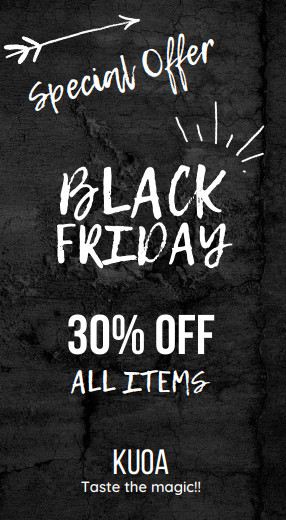 Special Offer
BLACK
FRIDAY
30% OFF
ALL ITEMS
KUOA
Taste the magic!!